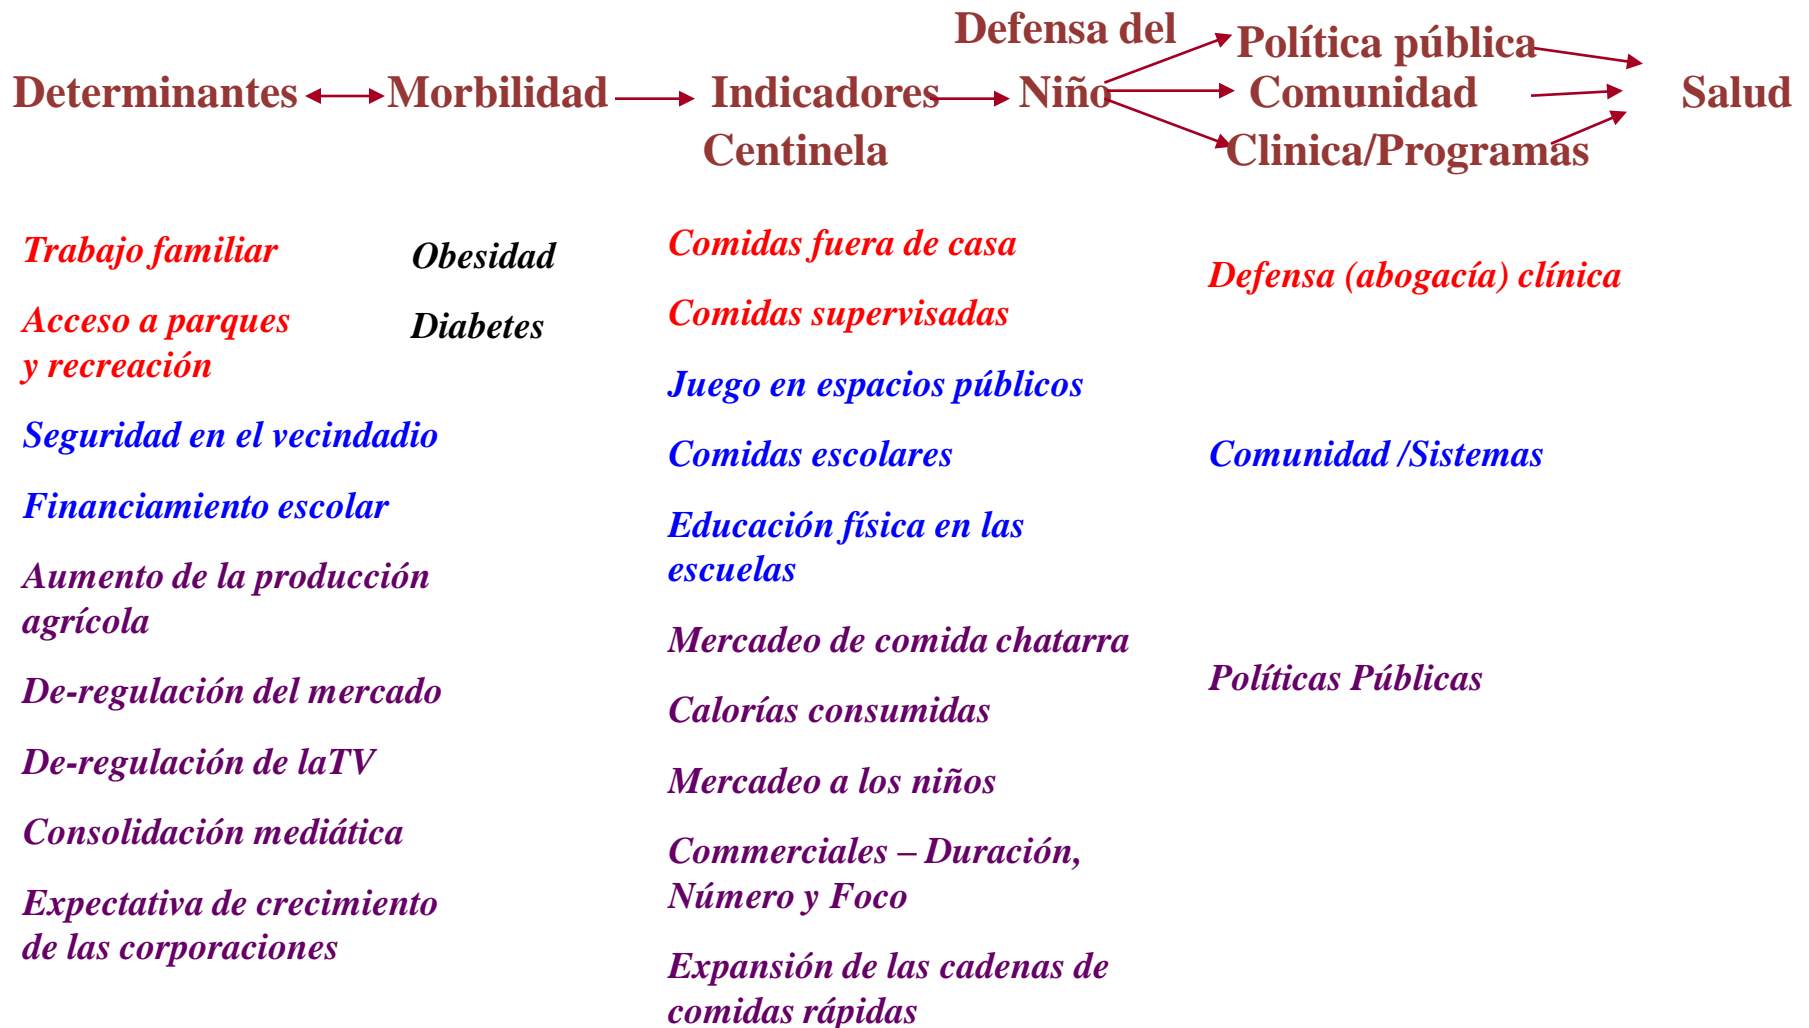 Defensa del
Política pública
Determinantes Morbilidad Indicadores Niño Comunidad Salud
Centinela Clinica/Programas
Trabajo familiar
Acceso a parques
y recreación
Seguridad en el vecindadio
Financiamiento escolar
Aumento de la producción
agrícola
De-regulación del mercado
De-regulación de laTV
Consolidación mediática
Expectativa de crecimiento
de las corporaciones
Obesidad
Diabetes
Comidas fuera de casa
Comidas supervisadas
Juego en espacios públicos
Comidas escolares
Educación física en las
escuelas
Mercadeo de comida chatarra
Calorías consumidas
Mercadeo a los niños
Commerciales – Duración,
Número y Foco
Expansión de las cadenas de
comidas rápidas
Defensa (abogacía) clínica
Comunidad /Sistemas
Políticas Públicas